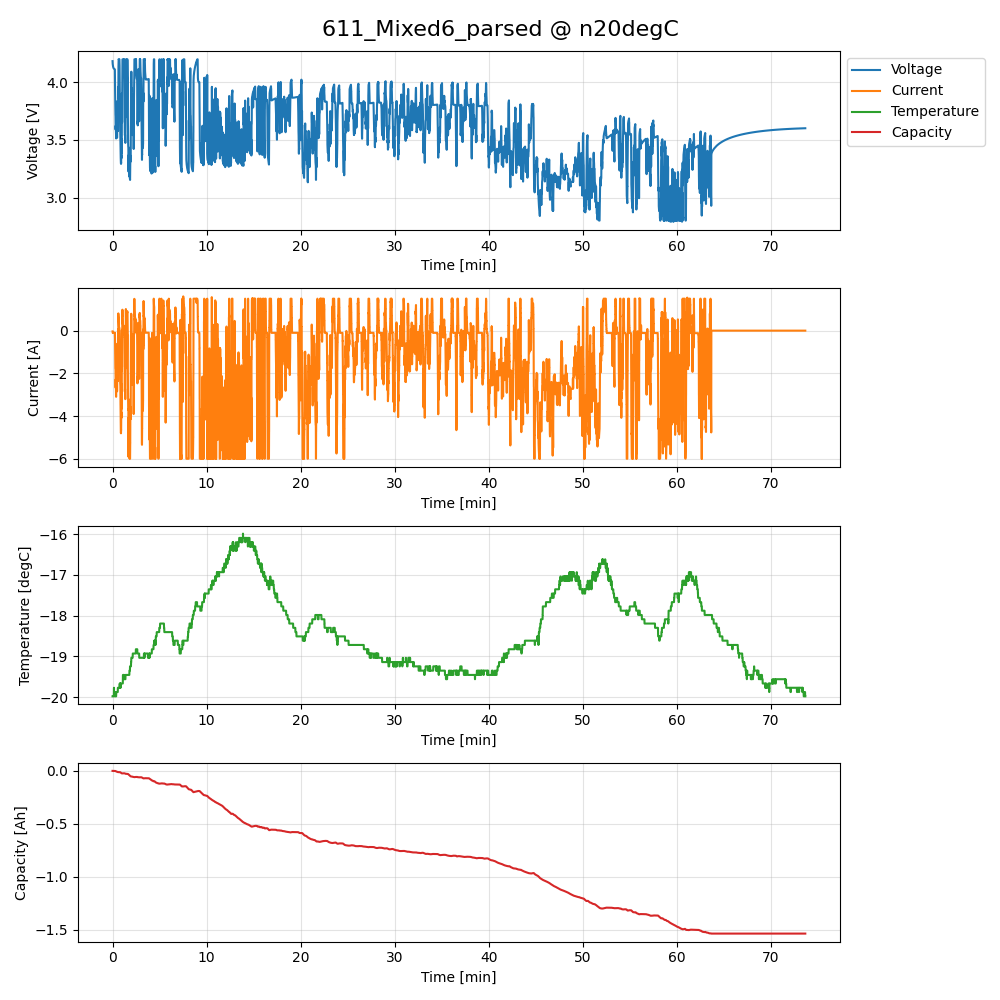 611_Mixed6_parsed @ n20degC
Voltage
Current
Temperature
Capacity
Voltage [V]
4.0
3.5
3.0
0 10 20 30 40 50 60 70
Time [min]
Current [A]
0
−2
−4
−6
0 10 20 30 40 50 60 70
Time [min]
Temperature [degC]
−16
−17
−18
−19
−20
0 10 20 30 40 50 60 70
Time [min]
Capacity [Ah]
0.0
−0.5
−1.0
−1.5
0 10 20 30 40 50 60 70
Time [min]